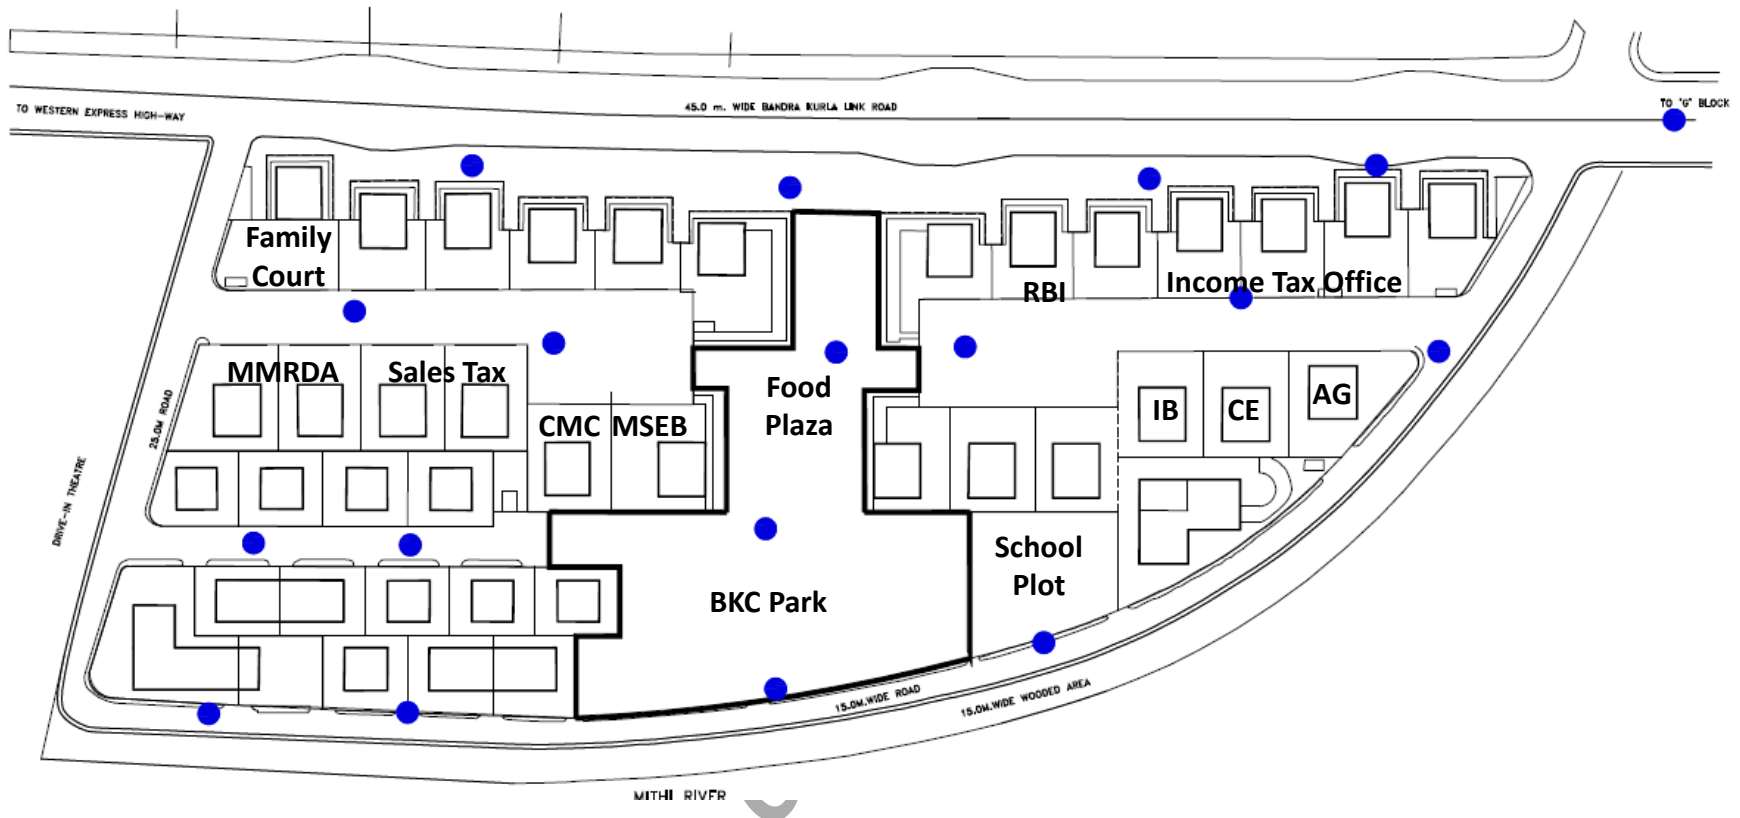 45.0 m. WIDE BANDRA KURLA LINK ROAD
TO 'G' BLOCK
TO WESTERN EXPRESS HIGH-WAY
Family
Court
RBI
Income Tax Office
MMRDA
Sales Tax
Food
Plaza
IB
CE
AG
25.0M ROAD
CMC
MSEB
DRIVE-IN THEATRE
School
Plot
BKC Park
15.0M.WIDE ROAD
15.0M.WIDE WOODED AREA
MITHI RIVER